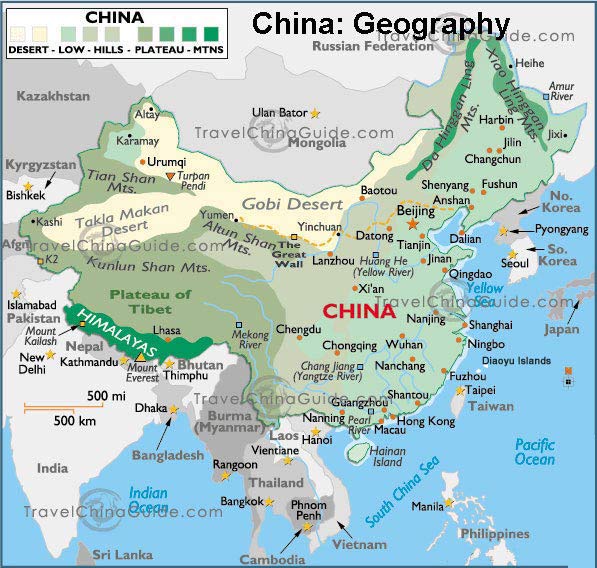 CHINA
China: Geography
DESERT - LOW - HILLS - PLATEAU - MTNS
Russian Federation
Heihe
Da Hinggan Ling
Mts.
Xiao Hinggan
Ling Mts
Amur
River
Kazakhstan
Altay
Ulan Bator
TravelChinaGuide.com
Mongolia
Karamay
Harbin
Jixi
Jilin
Changchun
Urumqi
Turpan
Pendi
Tian Shan
Mts.
Kyrgyzstan
Bishkek
Baotou
Shenyang
Fushun
Anshan
Gobi Desert
Beijing
No.
Korea
Kashi
Takla Makan
Desert
Yumen
Altun Shan
Mts.
Yinchuan
Datong
Tianjin
Dalian
Pyongyang
TravelChinaGuide.com
Afgn
K2
The
Great
Wall
Lanzhou
Huang He
(Yellow River)
Jinan
Seoul
So.
Korea
Kunlun Shan Mts.
Qingdao
Xi'an
Yellow
Sea
TravelChinaGuide.com
Islamabad
Pakistan
Plateau of
Tibet
CHINA
Nanjing
Japan
Mount
Kailash
HIMALAYAS
Lhasa
Mekong
River
Chengdu
Shanghai
Nepal
Chongqing
Wuhan
Ningbo
New
Delhi
Kathmandu
Mount
Everest
Bhutan
Thimphu
Chang Jiang
(Yangtze River)
Nanchang
Diaoyu Islands
Fuzhou
500 mi
500 km
TravelChinaGuide.com
Dhaka
Burma
(Myanmar)
Guangzhou
Shantou
Taipei
Taiwan
Nanning
Pearl
River
Hong Kong
Macau
Laos
Hanoi
Bangladesh
Vientiane
Hainan
Island
India
Rangoon
Thailand
South China Sea
Pacific
Ocean
Indian
Ocean
Bangkok
Phnom
Penh
Manila
TravelChinaGuide.com
Vietnam
Philippines
Sri Lanka
Cambodia